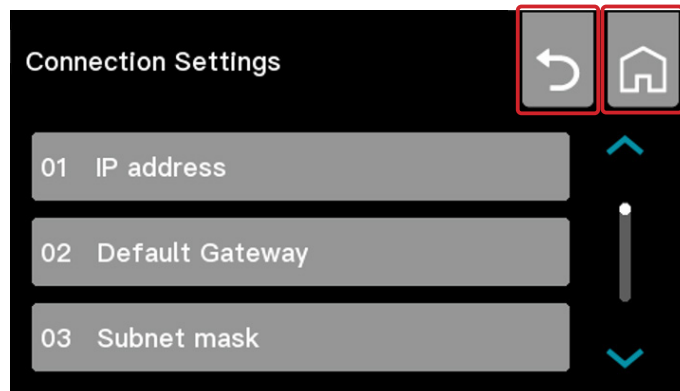 Connection Settings
01 IP address
02 Default Gateway
03 Subnet mask